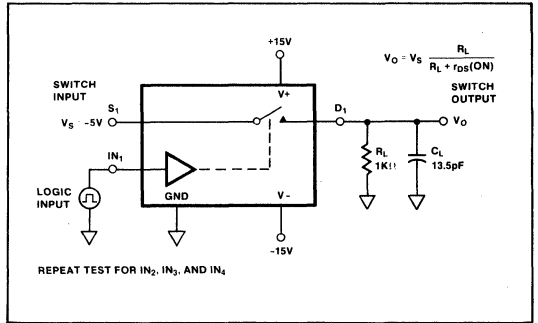 +15V
V_O = V_S R_L / (R_L + r_DS(ON))
SWITCH
INPUT
SWITCH
OUTPUT
V+
S₁
D₁
V_S = -5V
V_O
IN₁
R_L
1KΩ
C_L
13.5pF
LOGIC
INPUT
GND
V-
-15V
REPEAT TEST FOR IN₂, IN₃, AND IN₄